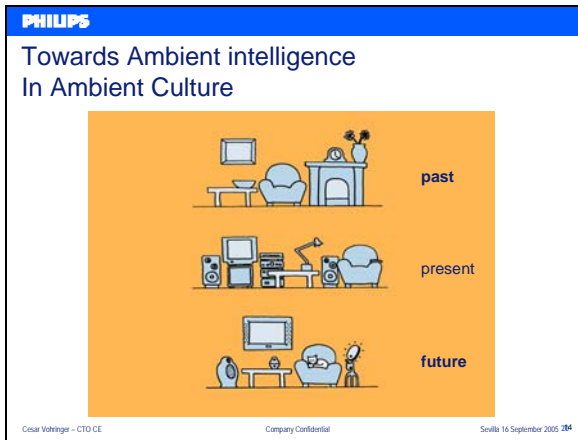 PHILIPS
Towards Ambient intelligence
In Ambient Culture
past
present
future
Cesar Vohringer – CTO CE Company Confidential Sevilla 16 September 2005